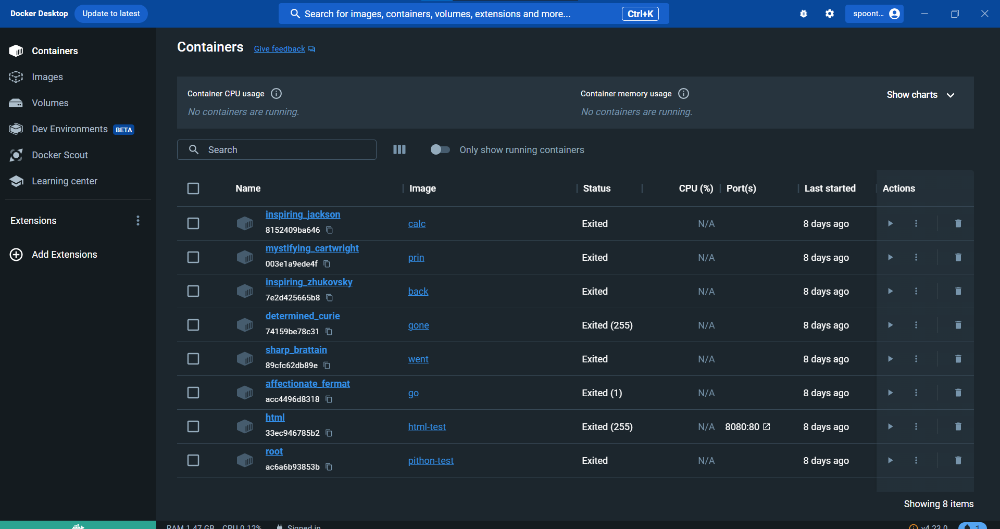 Docker Desktop Update to latest Search for images, containers, volumes, extensions and more... Ctrl+K spoont...
Containers
Images
Volumes
Dev Environments BETA
Docker Scout
Learning center
Extensions
Add Extensions
Containers Give feedback
Container CPU usage
No containers are running.
Container memory usage
No containers are running.
Show charts
Search Only show running containers
Name Image Status CPU (%) Port(s) Last started Actions
inspiring_jackson
8152409ba646 calc Exited N/A 8 days ago
mystifying_cartwright
003e1a9ede4f prin Exited N/A 8 days ago
inspiring_zhukovsky
7e2d425665b8 back Exited N/A 8 days ago
determined_curie
74159be78c31 gone Exited (255) N/A 8 days ago
sharp_brattain
89cfc62db89e went Exited N/A 8 days ago
affectionate_fermat
acc4496d8318 go Exited (1) N/A 8 days ago
html
33ec946785b2 html-test Exited (255) N/A 8080:80 8 days ago
root
ac6a6b93853b pithon-test Exited N/A 8 days ago
Showing 8 items
RAM 1.47 GB CPU 0.12% Signed in v4.23.0 1